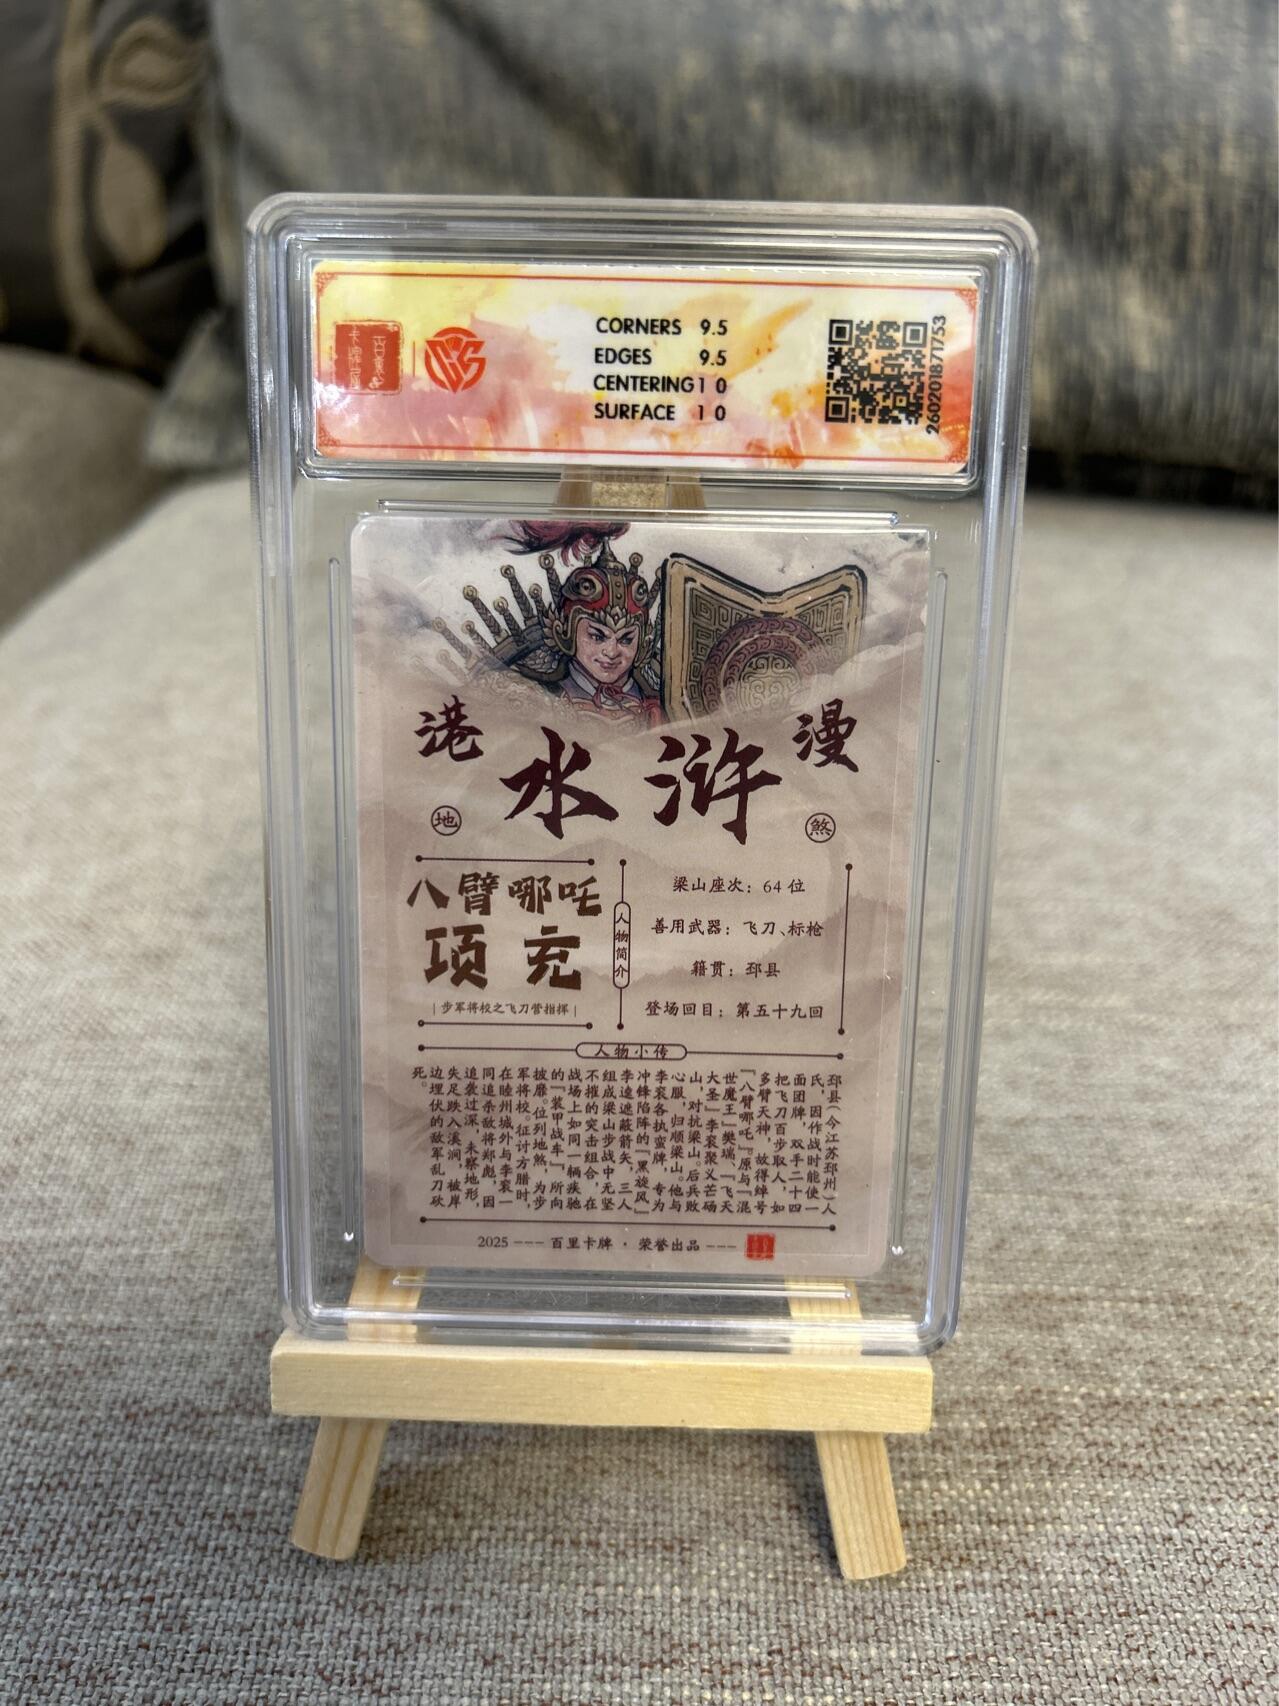 CORNERS 9.5
EDGES 9.5
CENTERING 10
SURFACE 10
260201871753
港
水浒
漫
地
煞
八臂哪吒
项充
|步军将校之飞刀营指挥|
人物简介
梁山座次：64 位
善用武器：飞刀、标枪
籍贯：邳县
登场回目：第五十九回
人物小传
邳县（今江苏邳州）人
氏，因作战时能使一
面团牌，双手二十四
把飞刀百步取人，如
多臂天神，故得绰号
「八臂哪吒」。原与「混
世魔王」樊瑞、「飞天
大圣」李衮聚义芒砀
山，对抗梁山。后兵败
心服，归顺梁山。他与
李衮各执蛮牌，专为
冲锋陷阵的「黑旋风」
李逵遮蔽箭矢，三人
组成梁山步战中无坚
不摧的突击组合，在
战场上如同一辆疾驰
的「装甲战车」，所向
披靡。位列地煞，为步
军将校。征讨方腊时，
在睦州城外与李衮一
同追杀敌将郑彪，因
追袭过深，未察地形，
失足跌入溪涧，被岸
边埋伏的敌军乱刀砍
死。
2025 --- 百里卡牌 · 荣誉出品 ---